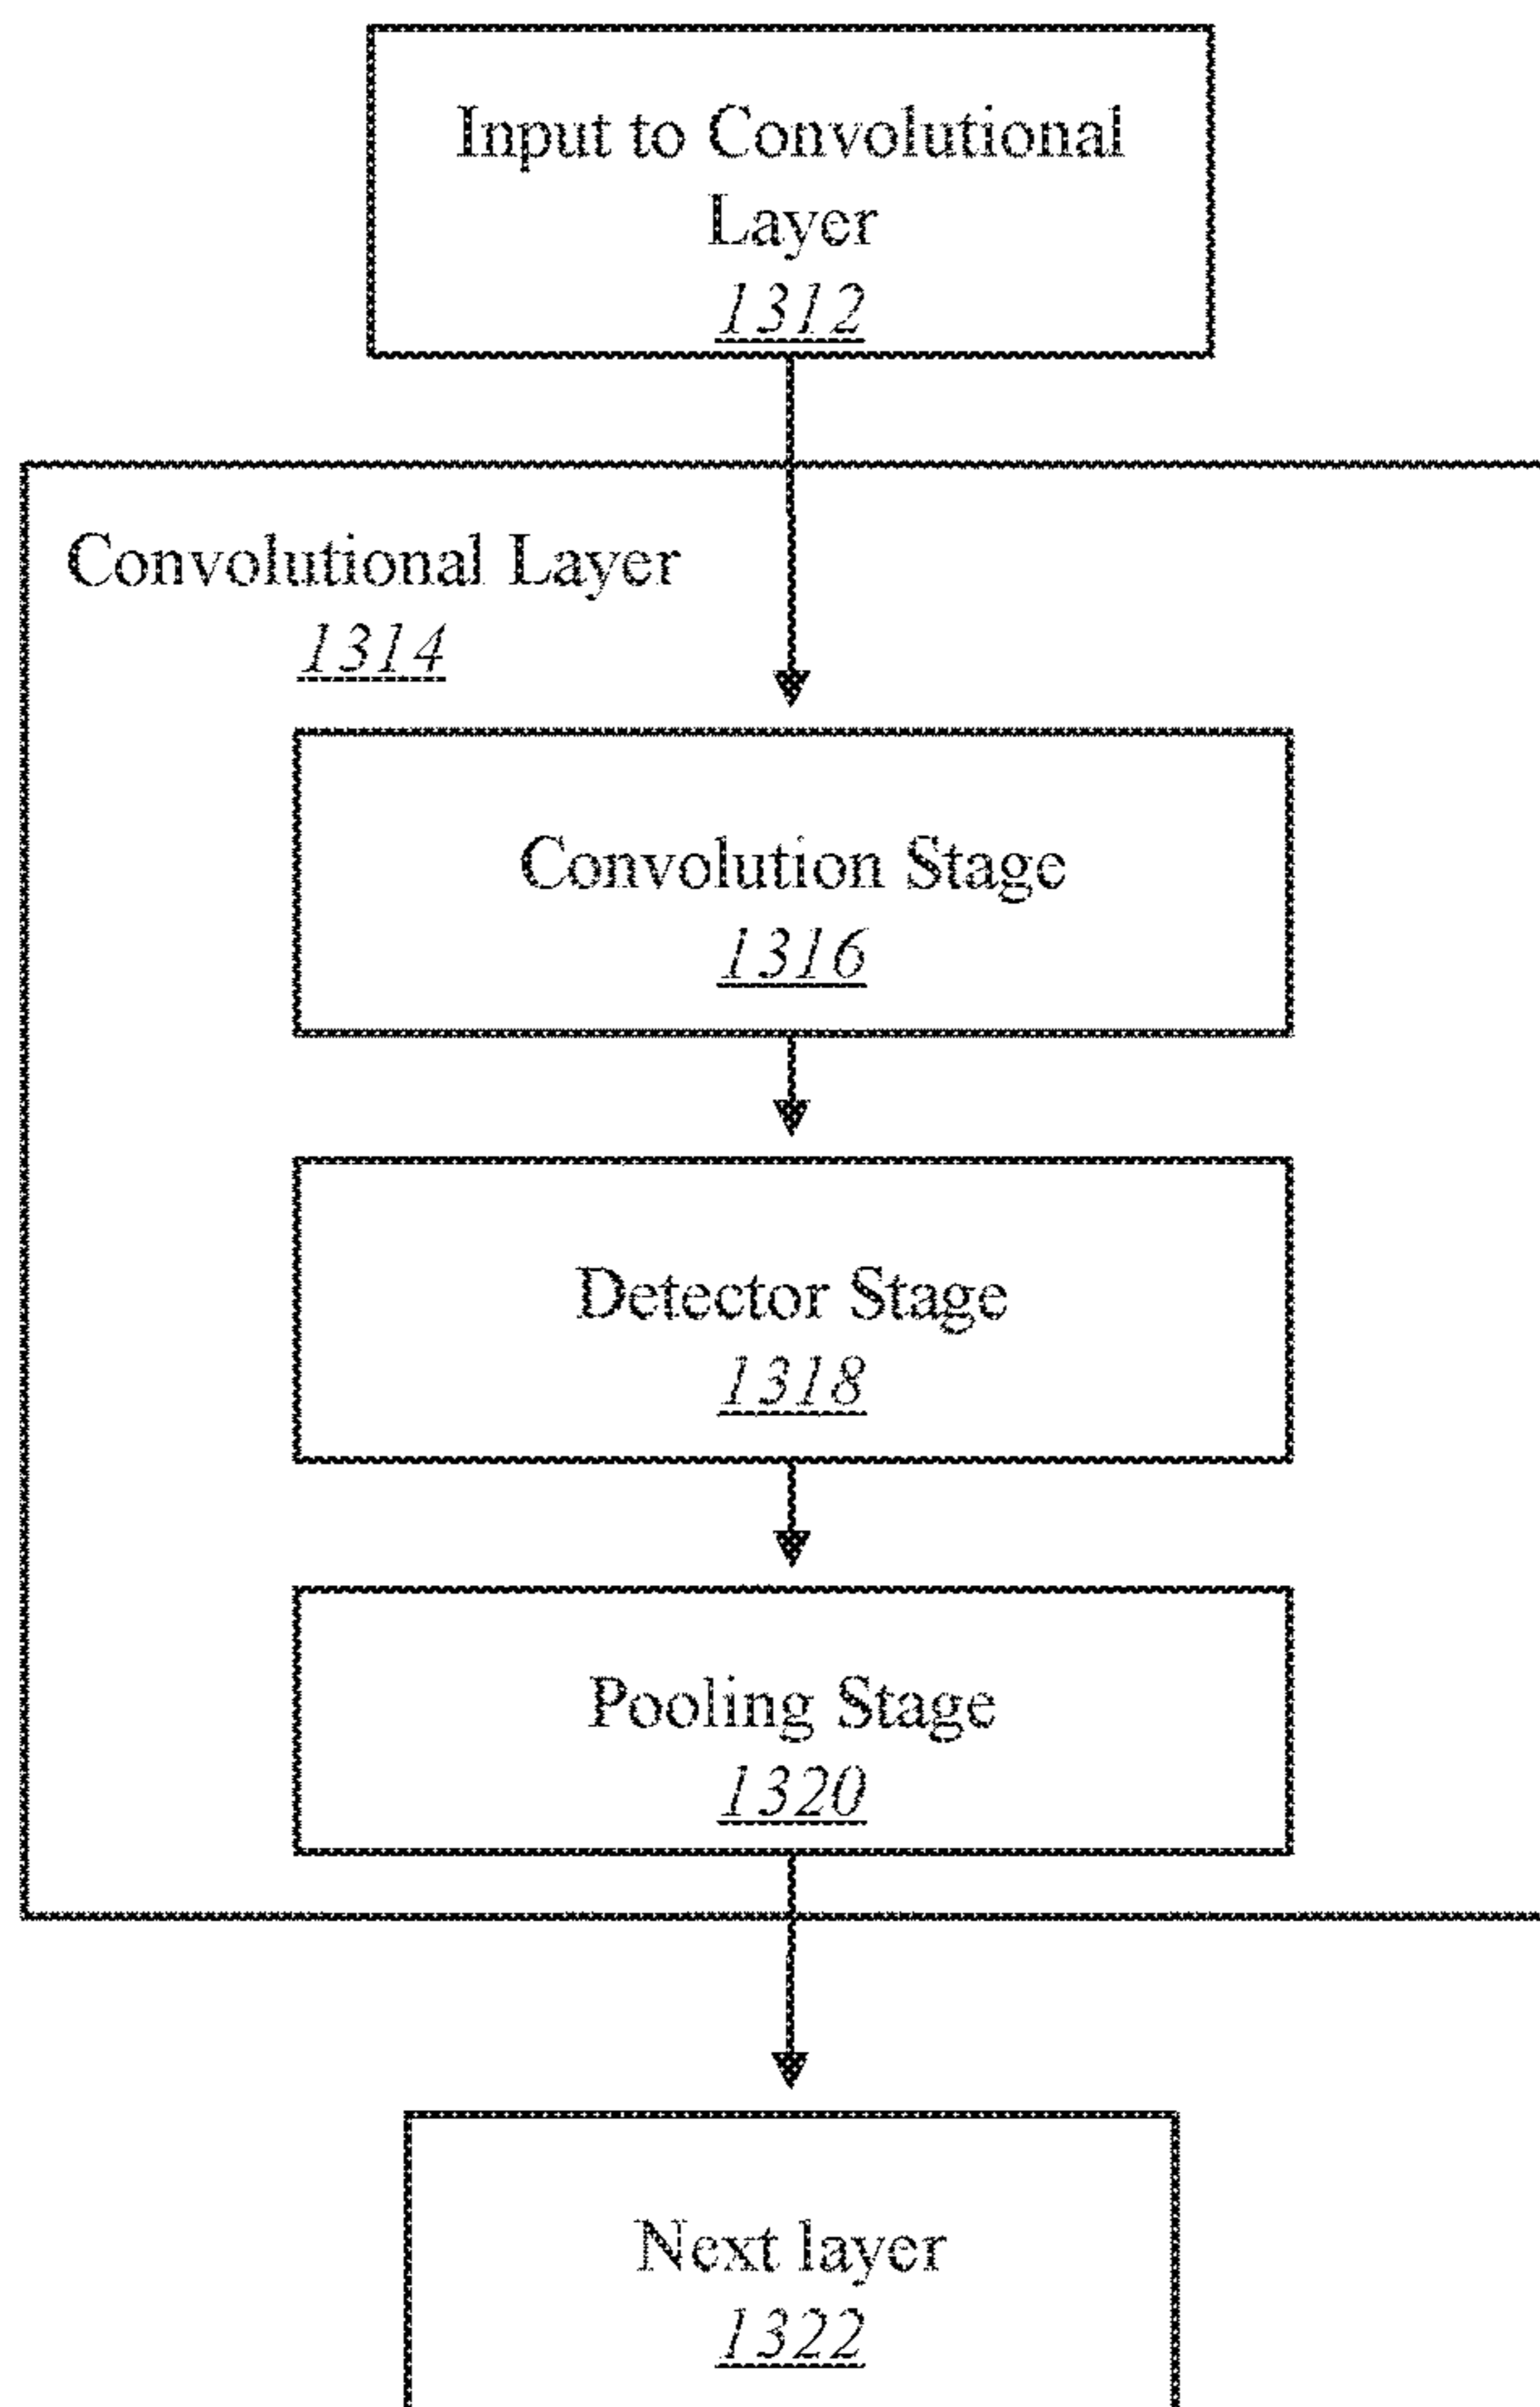 Input to Convolutional
Layer
1312
Convolutional Layer
1314
Convolution Stage
1316
Detector Stage
1318
Pooling Stage
1320
Next layer
1322